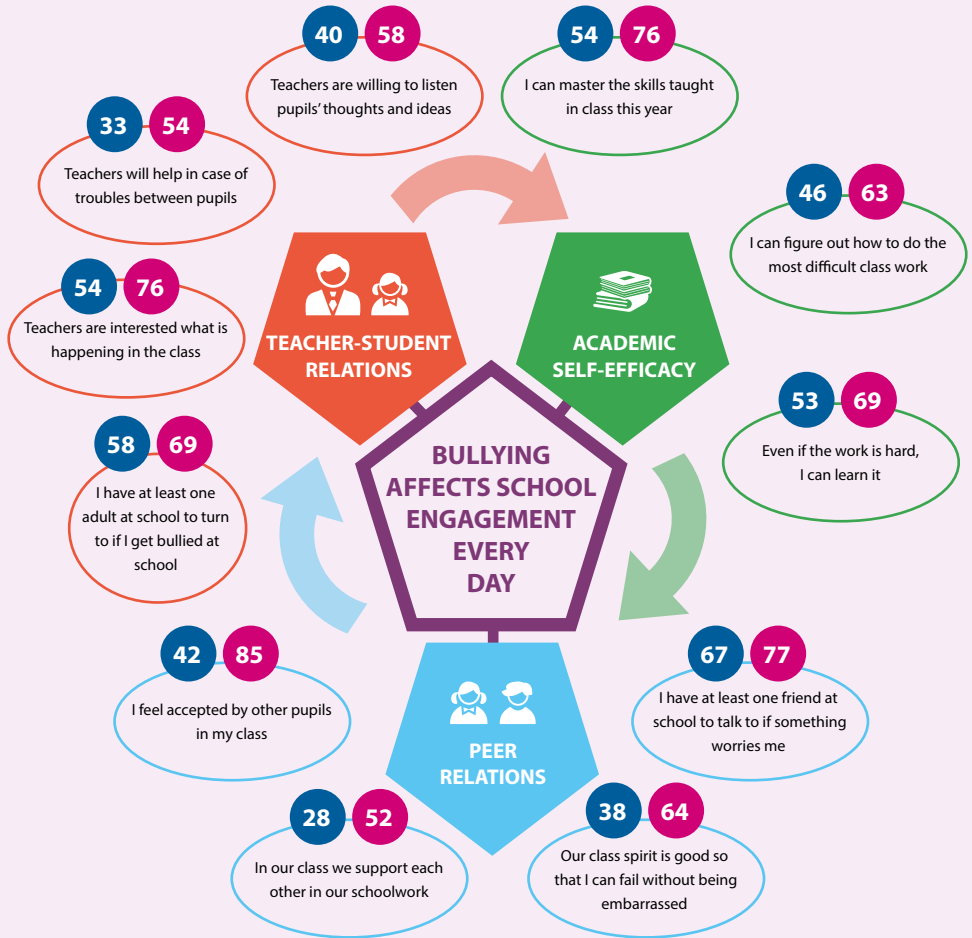 40 58
Teachers are willing to listen
pupils' thoughts and ideas
54 76
I can master the skills taught
in class this year
33 54
Teachers will help in case of
troubles between pupils
46 63
I can figure out how to do the
most difficult class work
54 76
Teachers are interested what is
happening in the class
TEACHER-STUDENT
RELATIONS
ACADEMIC
SELF-EFFICACY
53 69
Even if the work is hard,
I can learn it
58 69
I have at least one
adult at school to turn
to if I get bullied at
school
BULLYING
AFFECTS SCHOOL
ENGAGEMENT
EVERY
DAY
42 85
I feel accepted by other pupils
in my class
67 77
I have at least one friend at
school to talk to if something
worries me
PEER
RELATIONS
28 52
In our class we support each
other in our schoolwork
38 64
Our class spirit is good so
that I can fail without being
embarrassed